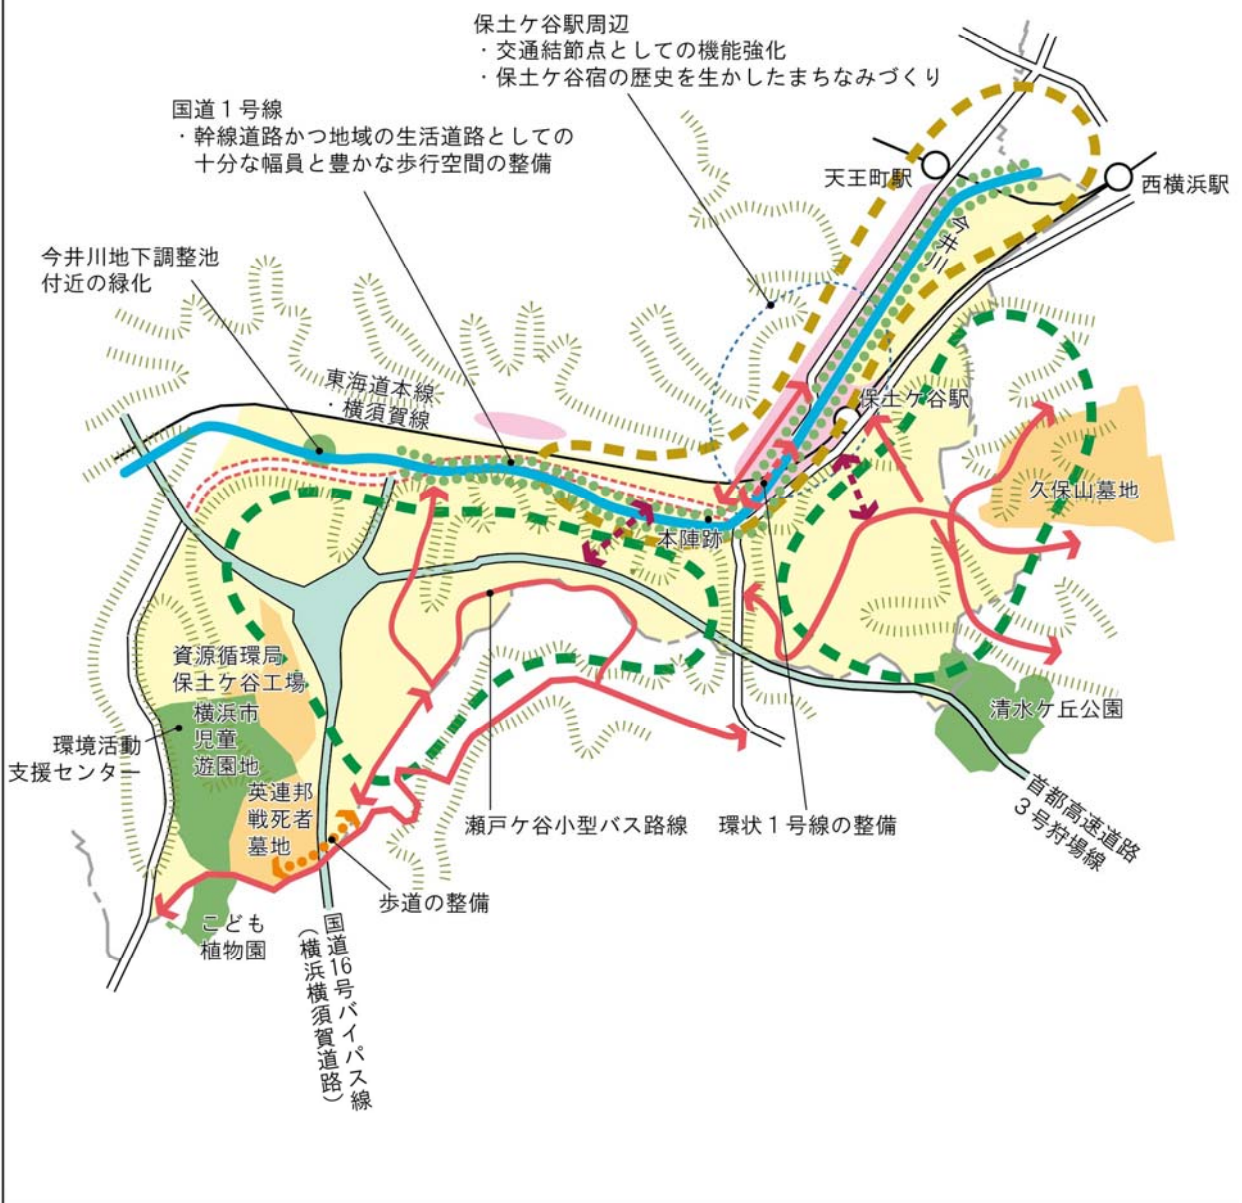 保土ケ谷駅周辺
・交通結節点としての機能強化
・保土ケ谷宿の歴史を生かしたまちなみづくり
国道１号線
・幹線道路かつ地域の生活道路としての
十分な幅員と豊かな歩行空間の整備
天王町駅
西横浜駅
今井川
今井川地下調整池
付近の緑化
東海道本線
・横須賀線
保土ケ谷駅
久保山墓地
本陣跡
資源循環局
保土ケ谷工場
横浜市
児童
遊園地
環境活動
支援センター
清水ケ丘公園
英連邦
戦死者
墓地
瀬戸ケ谷小型バス路線
環状１号線の整備
首都高速道路
３号狩場線
歩道の整備
こども
植物園
国道16号バイパス線
（横浜横須賀道路）